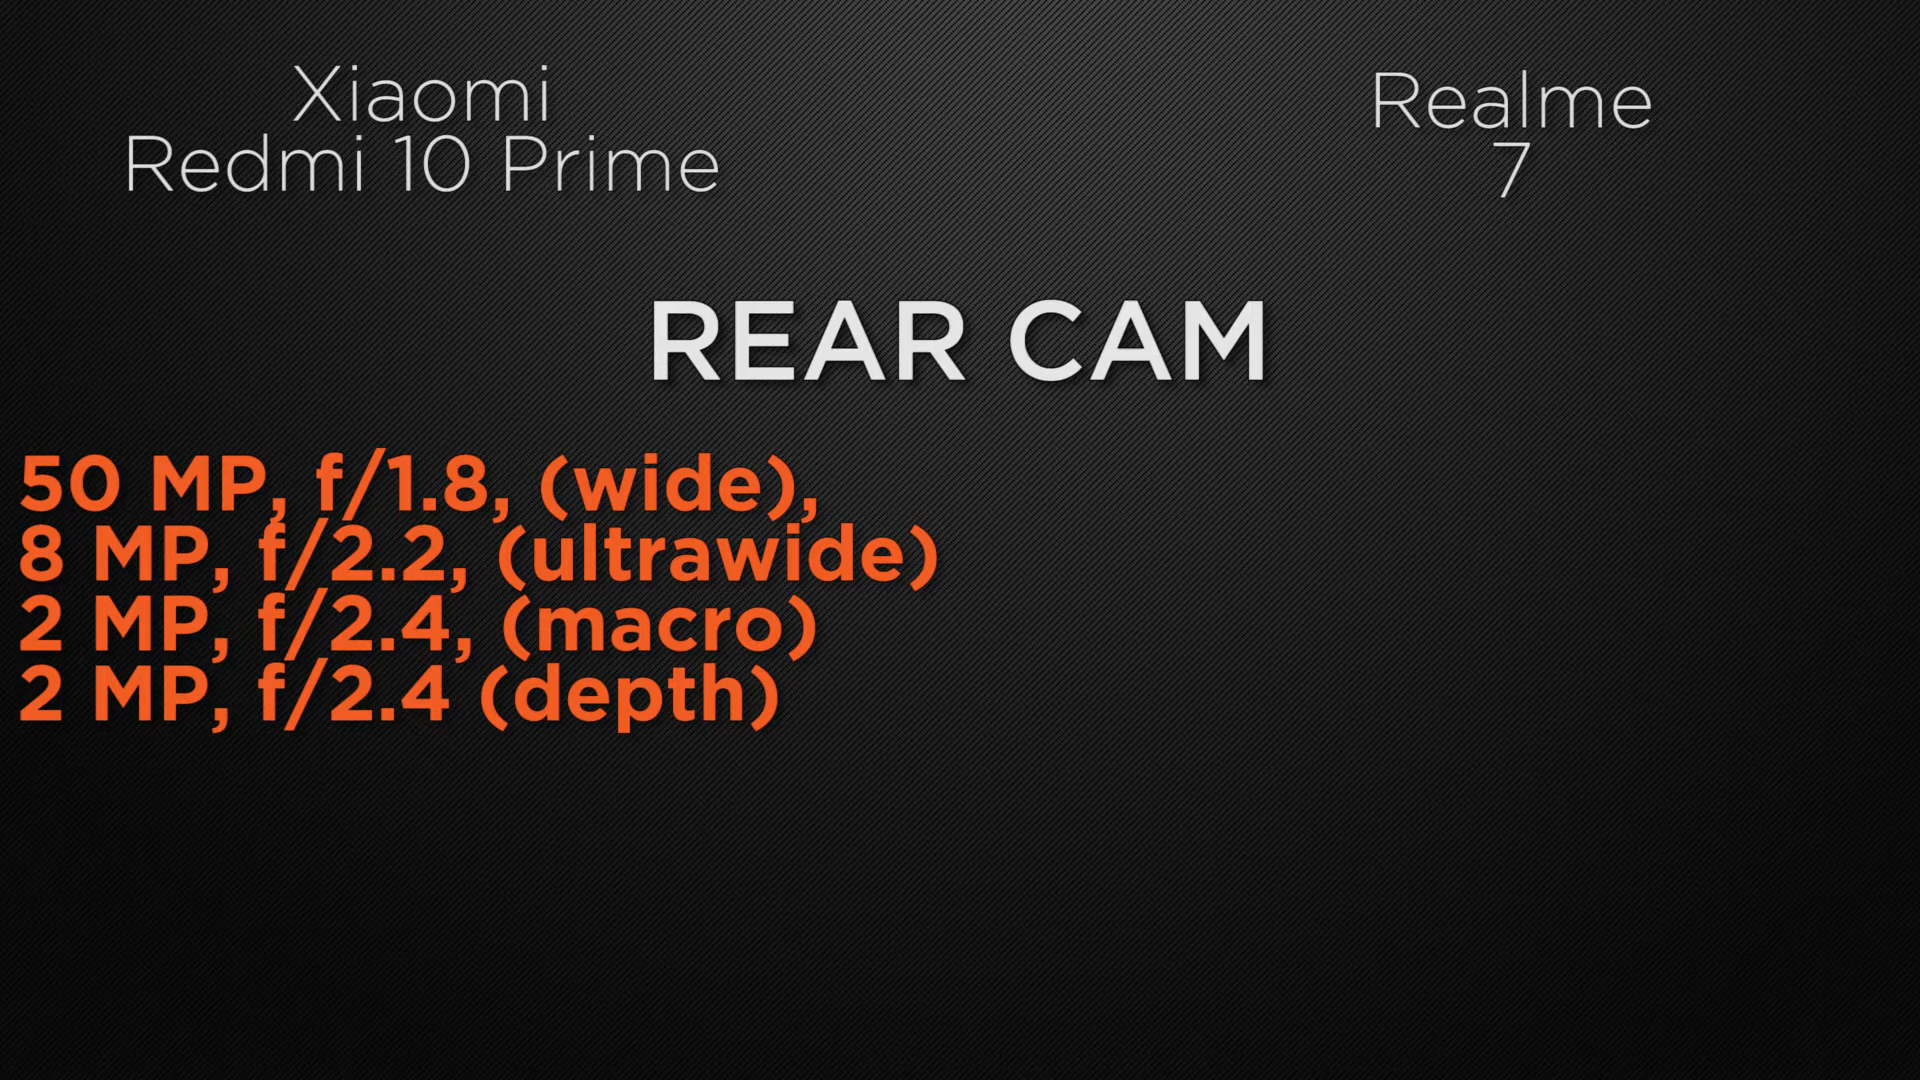 Xiaomi
Redmi 10 Prime
Realme
7
REAR CAM
50 MP, f/1.8, (wide),
8 MP, f/2.2, (ultrawide)
2 MP, f/2.4, (macro)
2 MP, f/2.4 (depth)